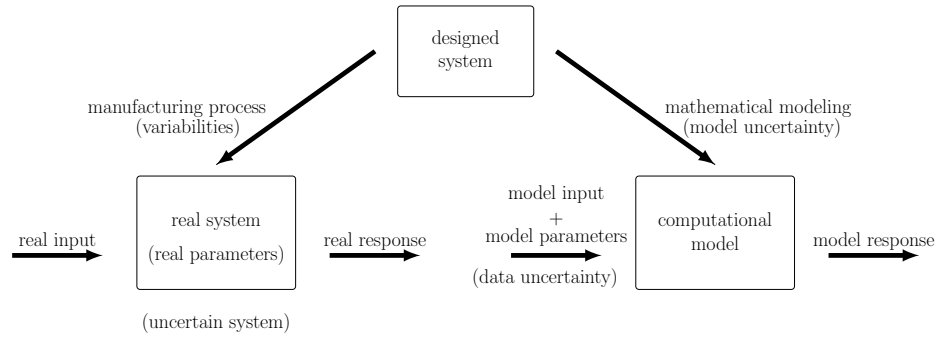 designed
system
manufacturing process
(variabilities)
mathematical modeling
(model uncertainty)
real input
real system
(real parameters)
real response
(uncertain system)
model input
+
model parameters
(data uncertainty)
computational
model
model response